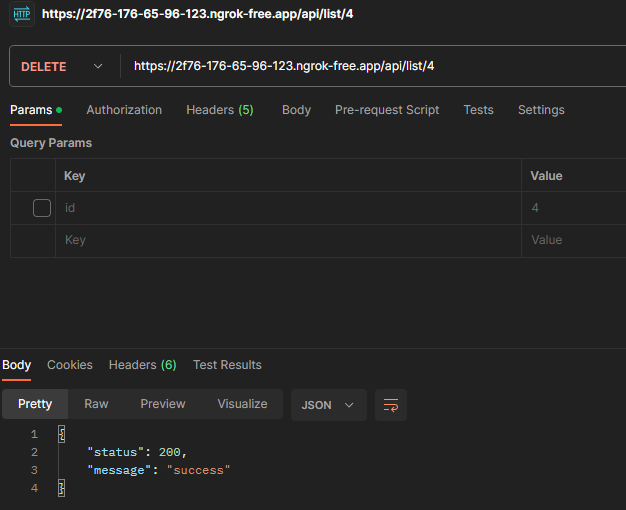 HTTP https://2f76-176-65-96-123.ngrok-free.app/api/list/4
DELETE https://2f76-176-65-96-123.ngrok-free.app/api/list/4
Params Authorization Headers (5) Body Pre-request Script Tests Settings
Query Params
Key Value
id 4
Key Value
Body Cookies Headers (6) Test Results
Pretty Raw Preview Visualize JSON
1 {
2 "status": 200,
3 "message": "success"
4 }